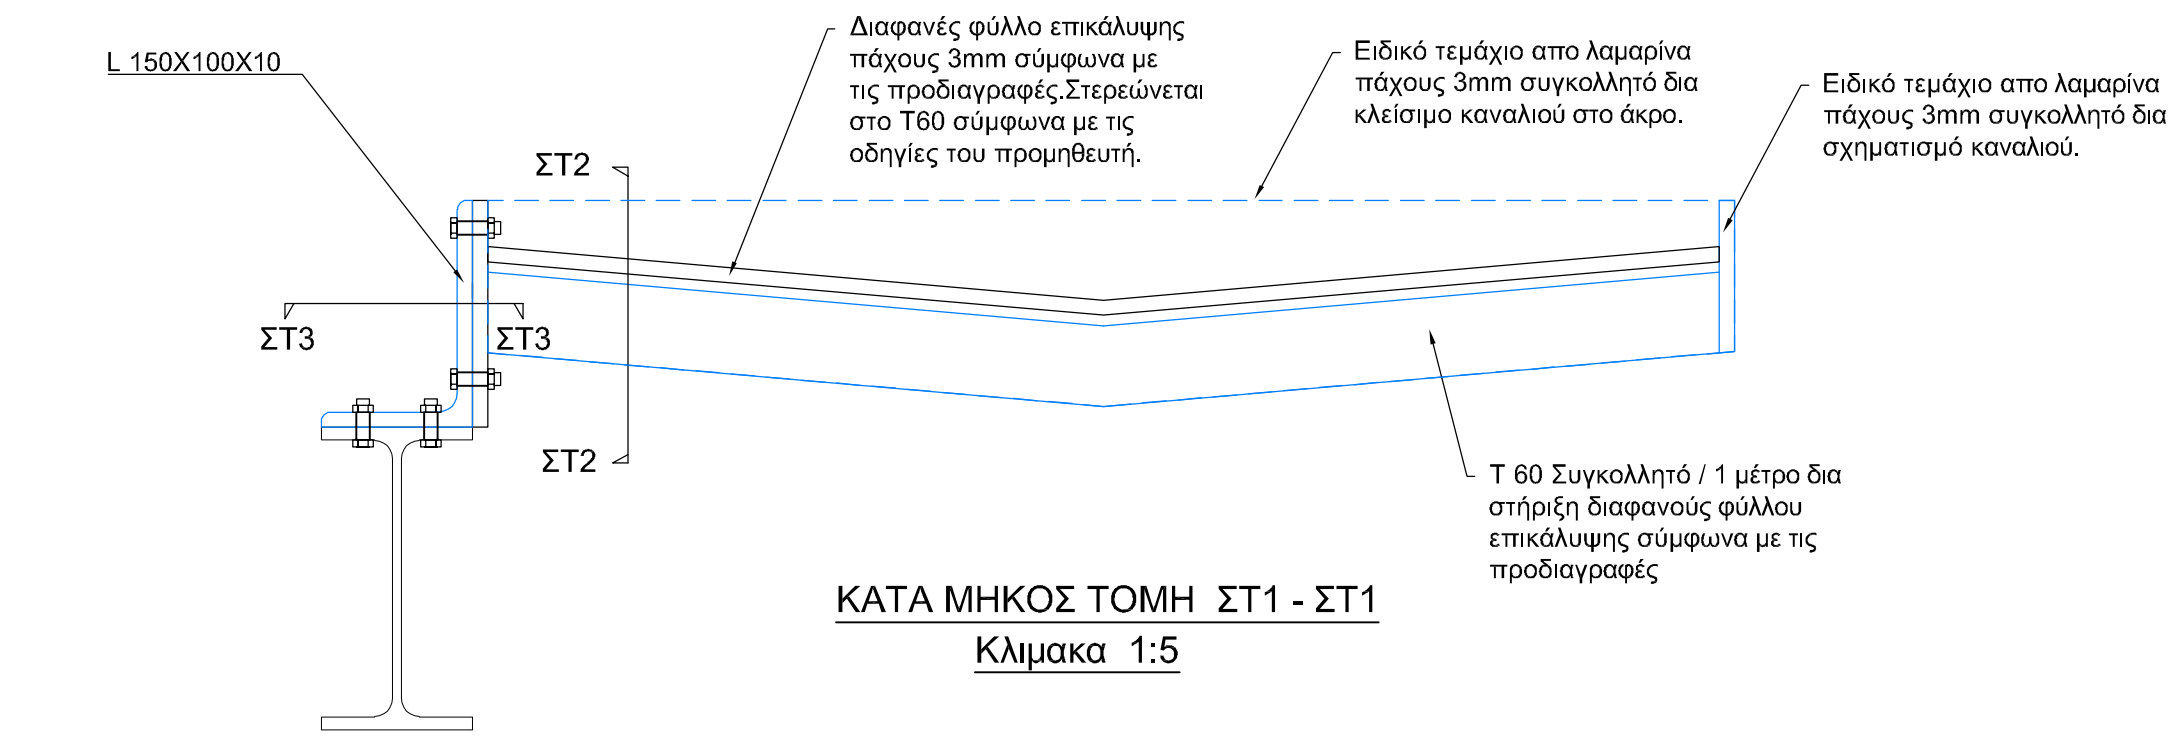 L 150X100X10
Διαφανές φύλλο επικάλυψης
πάχους 3mm σύμφωνα με
τις προδιαγραφές.Στερεώνεται
στο Τ60 σύμφωνα με τις
οδηγίες του προμηθευτή.
Ειδικό τεμάχιο απο λαμαρίνα
πάχους 3mm συγκολλητό δια
κλείσιμο καναλιού στο άκρο.
Ειδικό τεμάχιο απο λαμαρίνα
πάχους 3mm συγκολλητό δια
σχηματισμό καναλιού.
ΣΤ2
ΣΤ3
ΣΤ3
ΣΤ2
Τ 60 Συγκολλητό / 1 μέτρο δια
στήριξη διαφανούς φύλλου
επικάλυψης σύμφωνα με τις
προδιαγραφές
ΚΑΤΑ ΜΗΚΟΣ ΤΟΜΗ ΣΤ1 - ΣΤ1
Κλιμακα 1:5